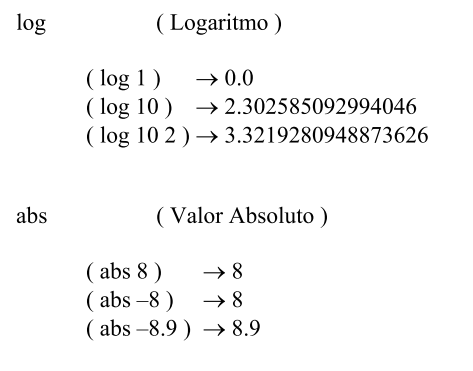 log ( Logaritmo )
( log 1 ) → 0.0
( log 10 ) → 2.302585092994046
( log 10 2 ) → 3.3219280948873626
abs ( Valor Absoluto )
( abs 8 ) → 8
( abs –8 ) → 8
( abs –8.9 ) → 8.9